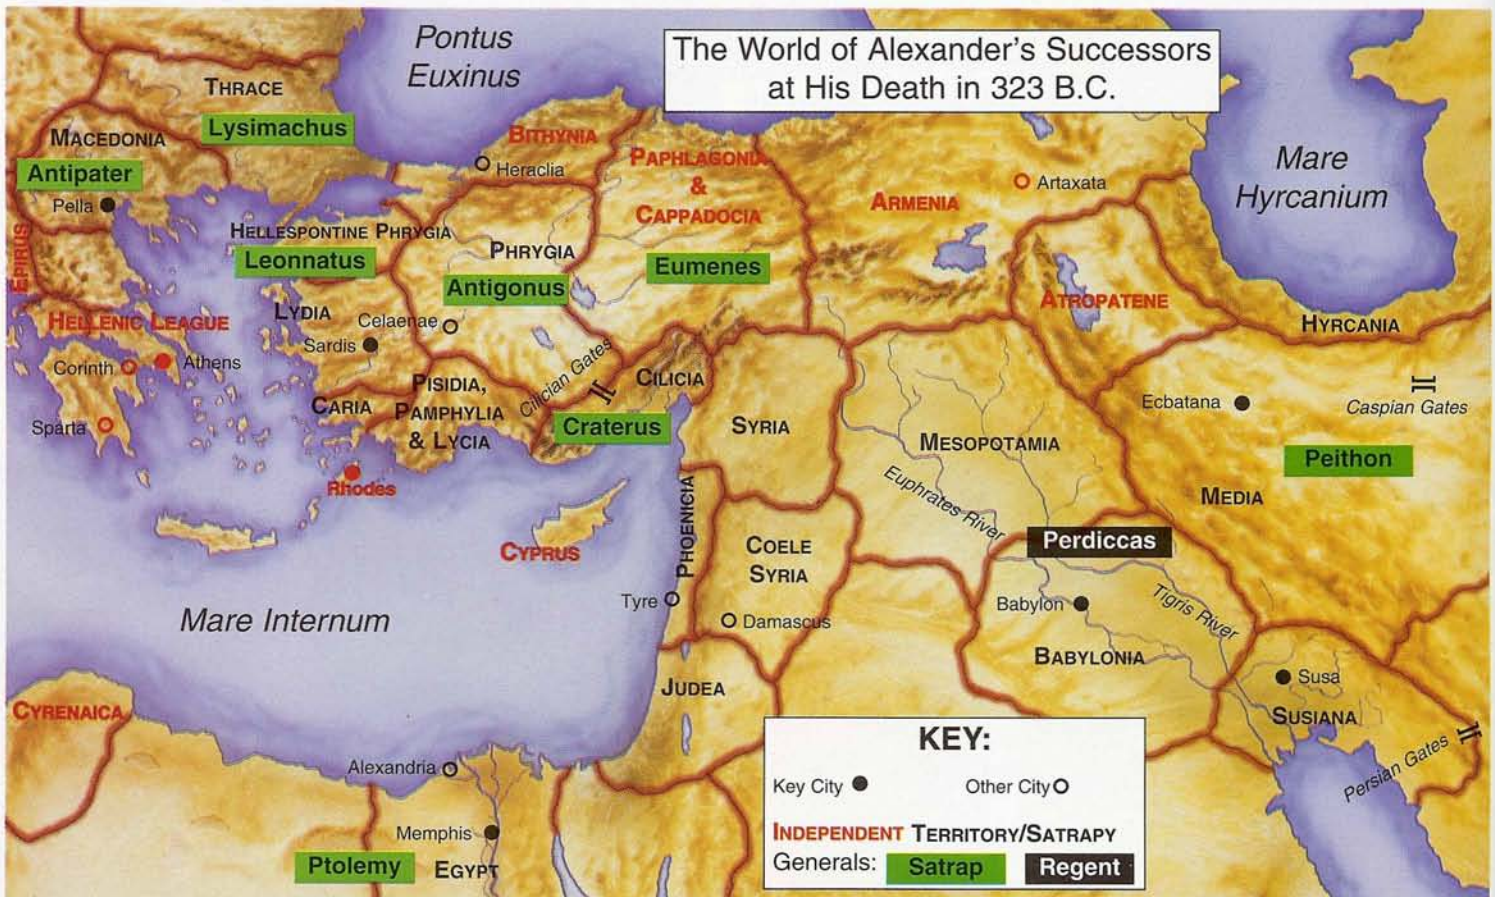 Pontus
Euxinus
The World of Alexander's Successors
at His Death in 323 B.C.
THRACE
Lysimachus
MACEDONIA
Antipater
Pella
BITHYNIA
Heraclia
PAPHLAGONIA
&
CAPPADOCIA
Eumenes
ARMENIA
Artaxata
Mare
Hyrcanium
EPIRUS
HELLESPONTINE PHRYGIA
Leonnatus
PHRYGIA
Antigonus
ATROPATENE
HYRCANIA
HELLENIC LEAGUE
LYDIA
Celaenae
Sardis
Corinth
Athens
Sparta
CARIA
PISIDIA,
PAMPHYLIA
& LYCIA
Cilician Gates
CILICIA
Craterus
SYRIA
MESOPOTAMIA
Euphrates River
Ecbatana
Caspian Gates
Peithon
MEDIA
Rhodes
CYPRUS
PHOENICIA
COELE
SYRIA
Perdiccas
Tyre
Damascus
Babylon
Tigris River
BABYLONIA
Mare Internum
JUDEA
Susa
SUSIANA
Persian Gates
CYRENAICA
Alexandria
Memphis
Ptolemy
EGYPT
KEY:
Key City
Other City
INDEPENDENT TERRITORY/SATRAPY
Generals: Satrap Regent